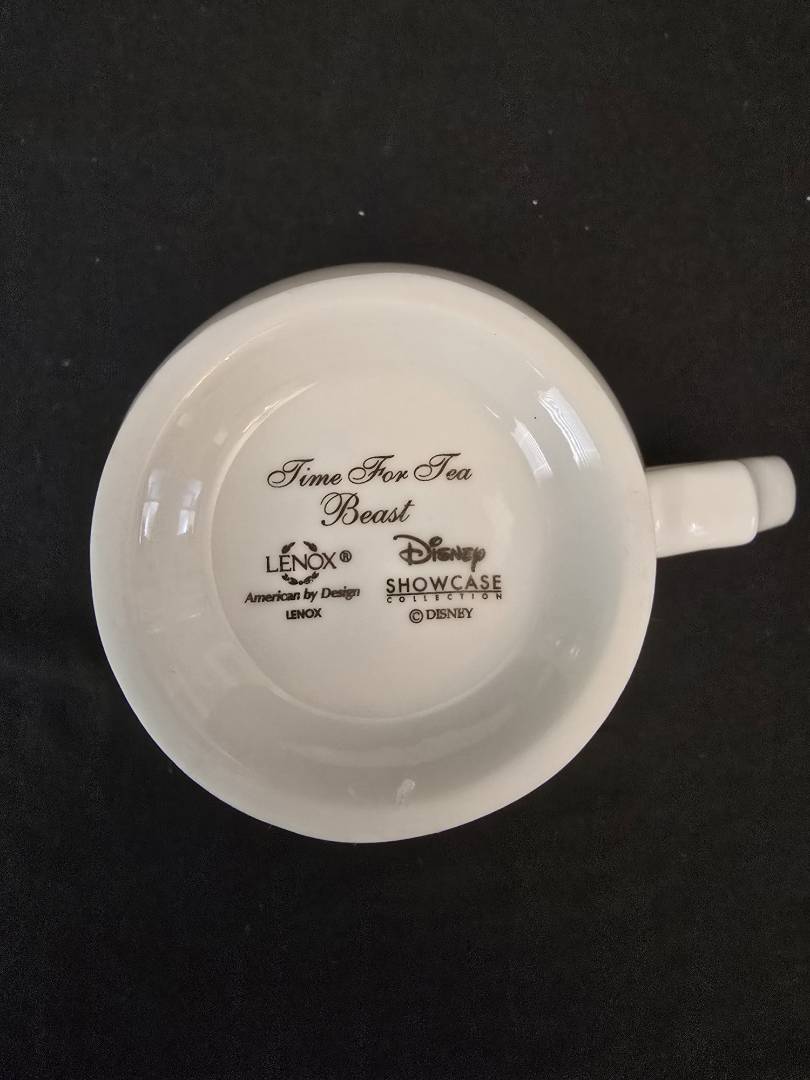 Time For Tea
Beast
LENOX®
American by Design
LENOX
Disney
SHOWCASE
COLLECTION
© DISNEY